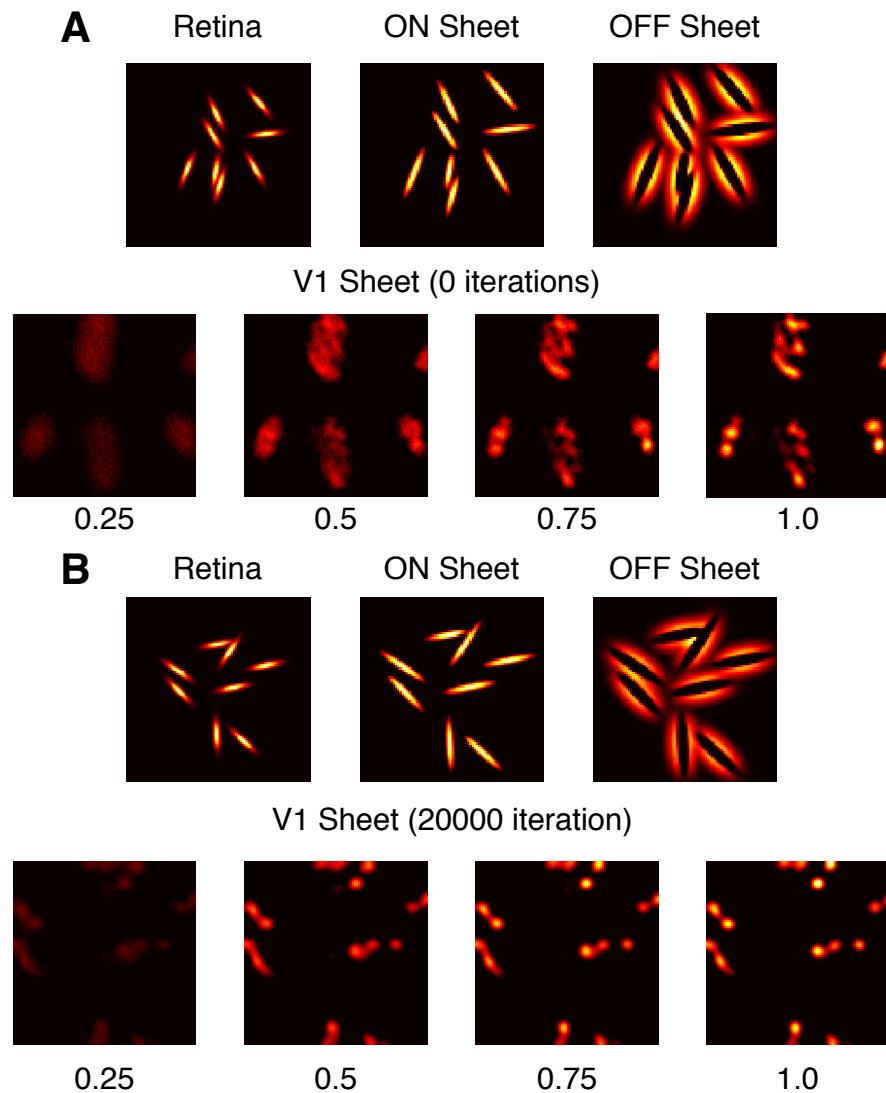 A Retina ON Sheet OFF Sheet
V1 Sheet (0 iterations)
0.25 0.5 0.75 1.0
B Retina ON Sheet OFF Sheet
V1 Sheet (20000 iteration)
0.25 0.5 0.75 1.0